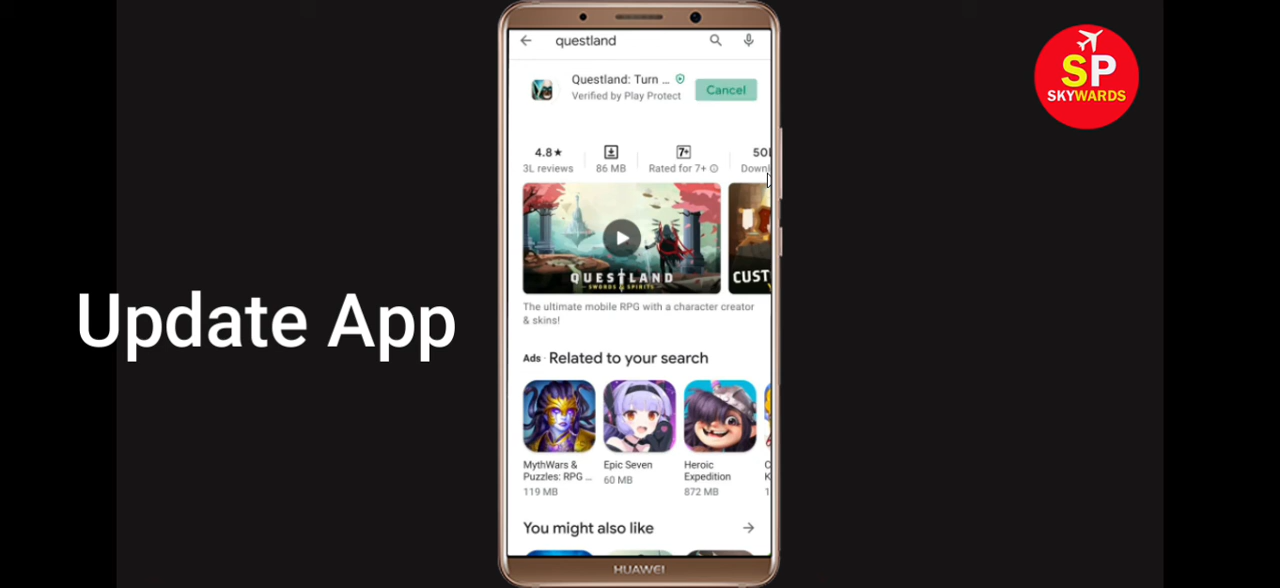 questland
Questland: Turn ...
Verified by Play Protect
Cancel
4.8★
3L reviews
86 MB
7+
Rated for 7+
QUESTLAND
SWORDS & SPIRITS
The ultimate mobile RPG with a character creator
& skins!
Ads · Related to your search
MythWars &
Puzzles: RPG ...
119 MB
Epic Seven
60 MB
Heroic
Expedition
872 MB
You might also like
HUAWEI
Update App
SP
SKYWARDS